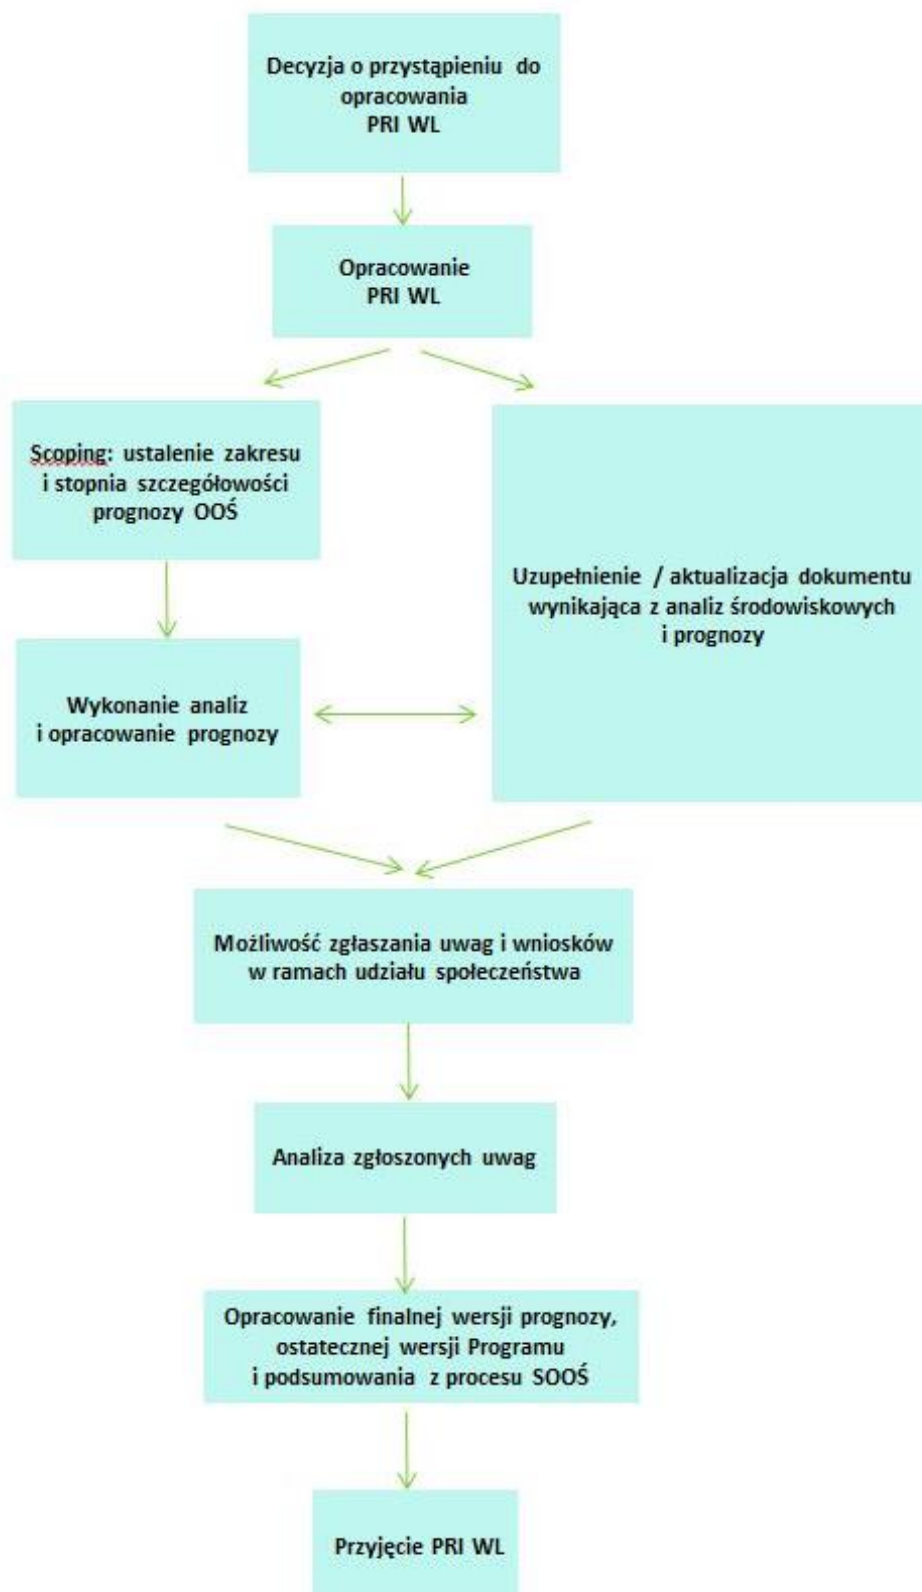 Decyzja o przystąpieniu do
opracowania
PRI WL
Opracowanie
PRI WL
Scoping: ustalenie zakresu
i stopnia szczegółowości
prognozy OOŚ
Uzupełnienie / aktualizacja dokumentu
wynikająca z analiz środowiskowych
i prognozy
Wykonanie analiz
i opracowanie prognozy
Możliwość zgłaszania uwag i wniosków
w ramach udziału społeczeństwa
Analiza zgłoszonych uwag
Opracowanie finalnej wersji prognozy,
ostatecznej wersji Programu
i podsumowania z procesu SOOŚ
Przyjęcie PRI WL